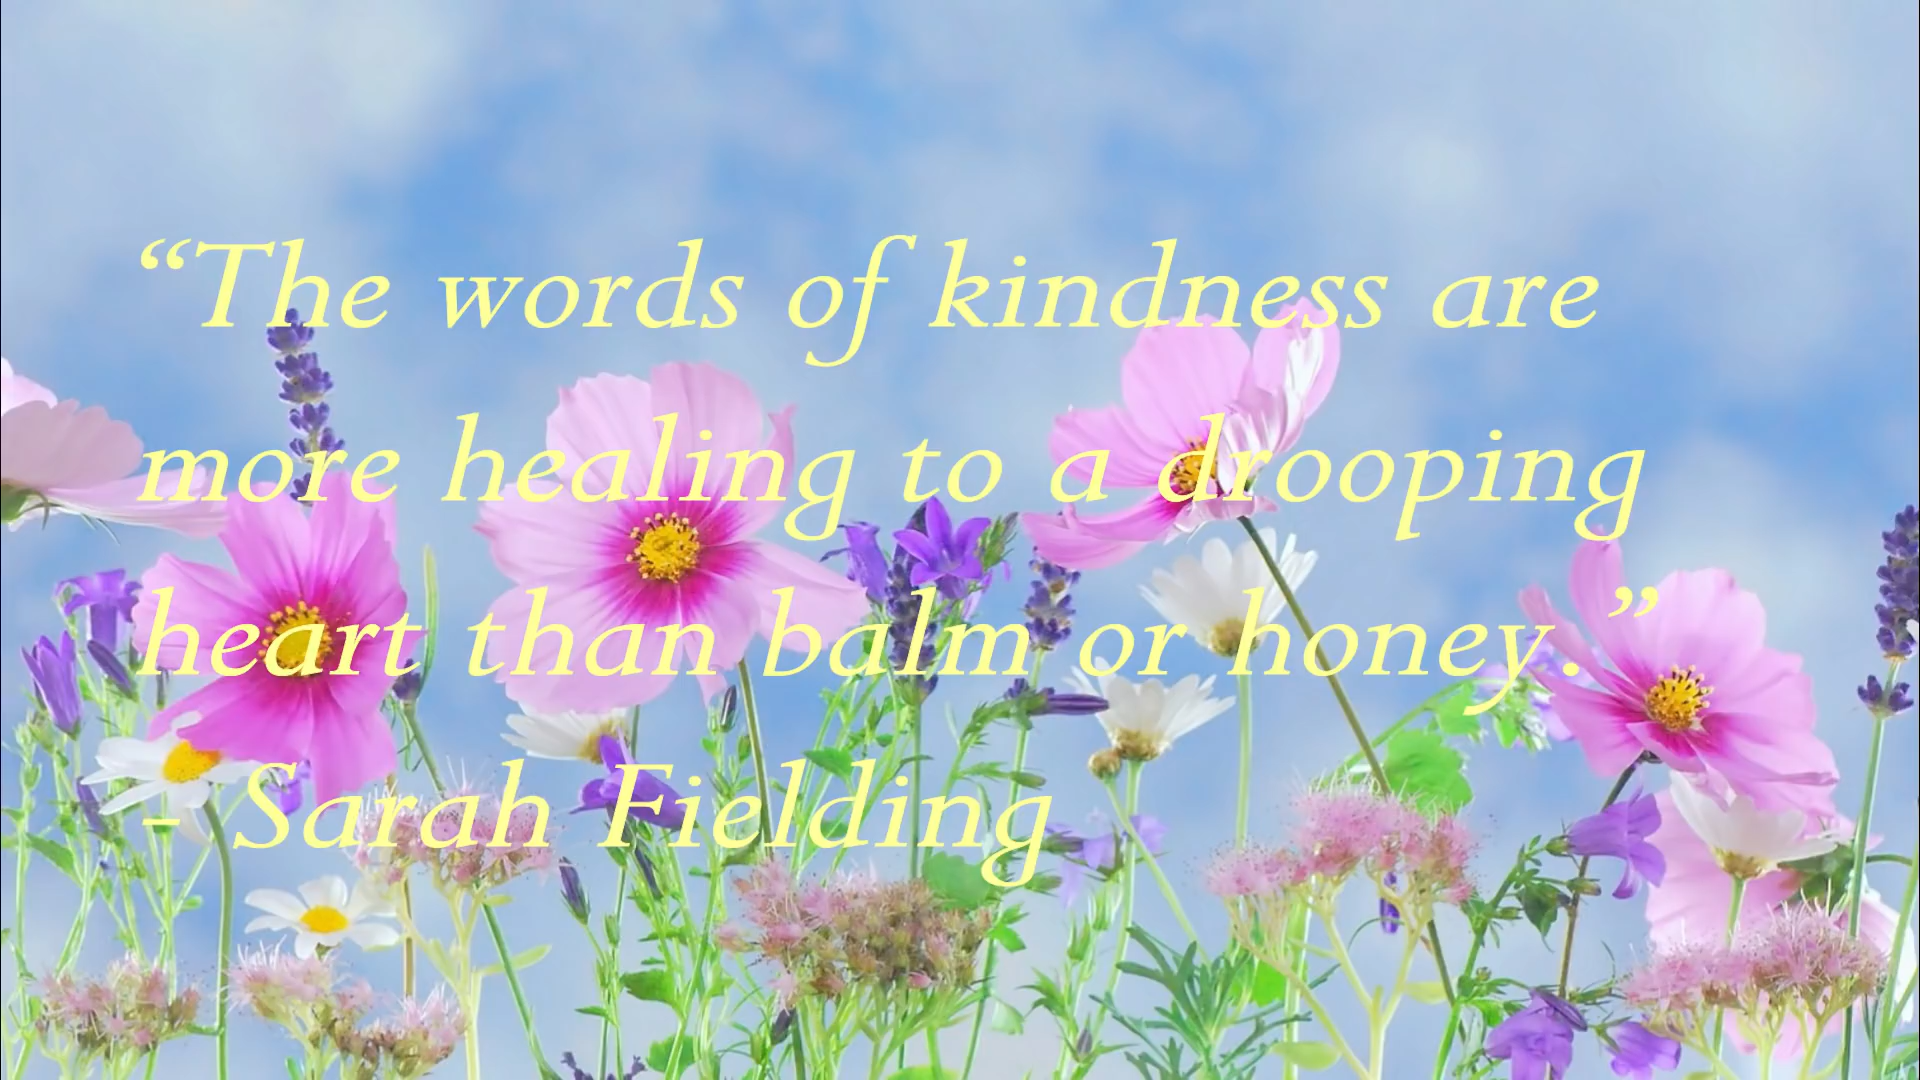 “The words of kindness are
more healing to a drooping
heart than balm or honey.”
- Sarah Fielding